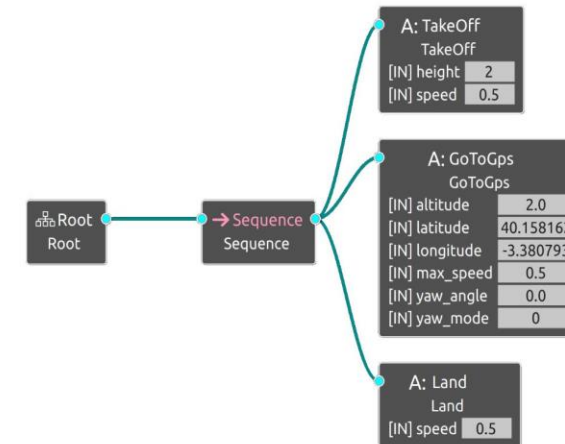 Root
Root
Sequence
Sequence
A: TakeOff
TakeOff
[IN] height 2
[IN] speed 0.5
A: GoToGps
GoToGps
[IN] altitude 2.0
[IN] latitude 40.158163
[IN] longitude -3.380793
[IN] max_speed 0.5
[IN] yaw_angle 0.0
[IN] yaw_mode 0
A: Land
Land
[IN] speed 0.5